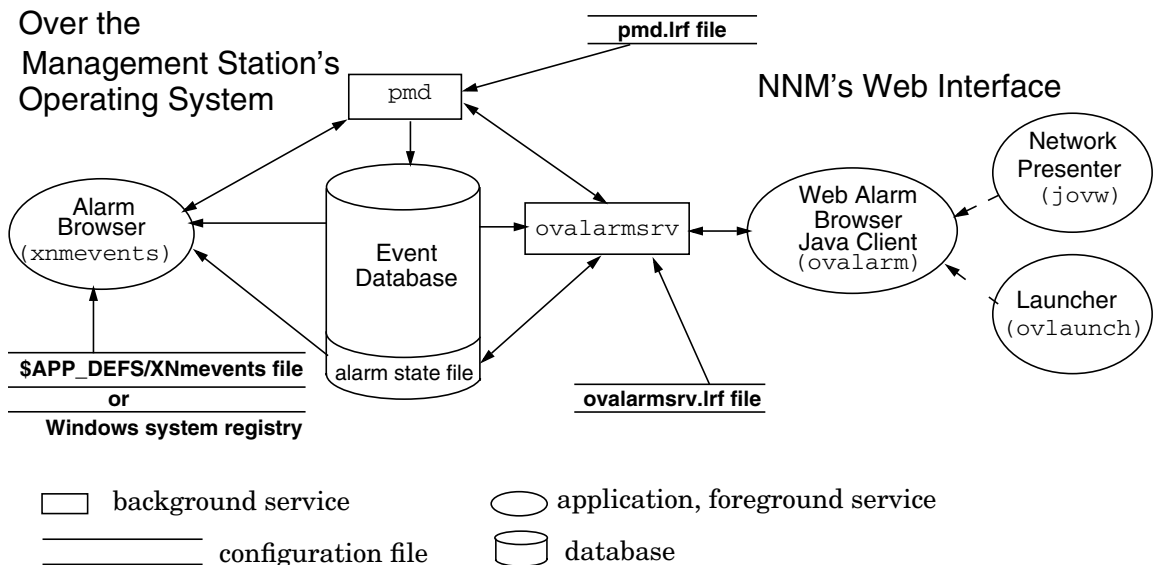 Over the
Management Station's
Operating System
pmd.lrf file
NNM's Web Interface
pmd
Network
Presenter
(jovw)
Alarm
Browser
(xnmevents)
Event
Database
ovalarmsrv
Web Alarm
Browser
Java Client
(ovalarm)
Launcher
(ovlaunch)
$APP_DEFS/XNmevents file
or
Windows system registry
alarm state file
ovalarmsrv.lrf file
background service
application, foreground service
configuration file
database